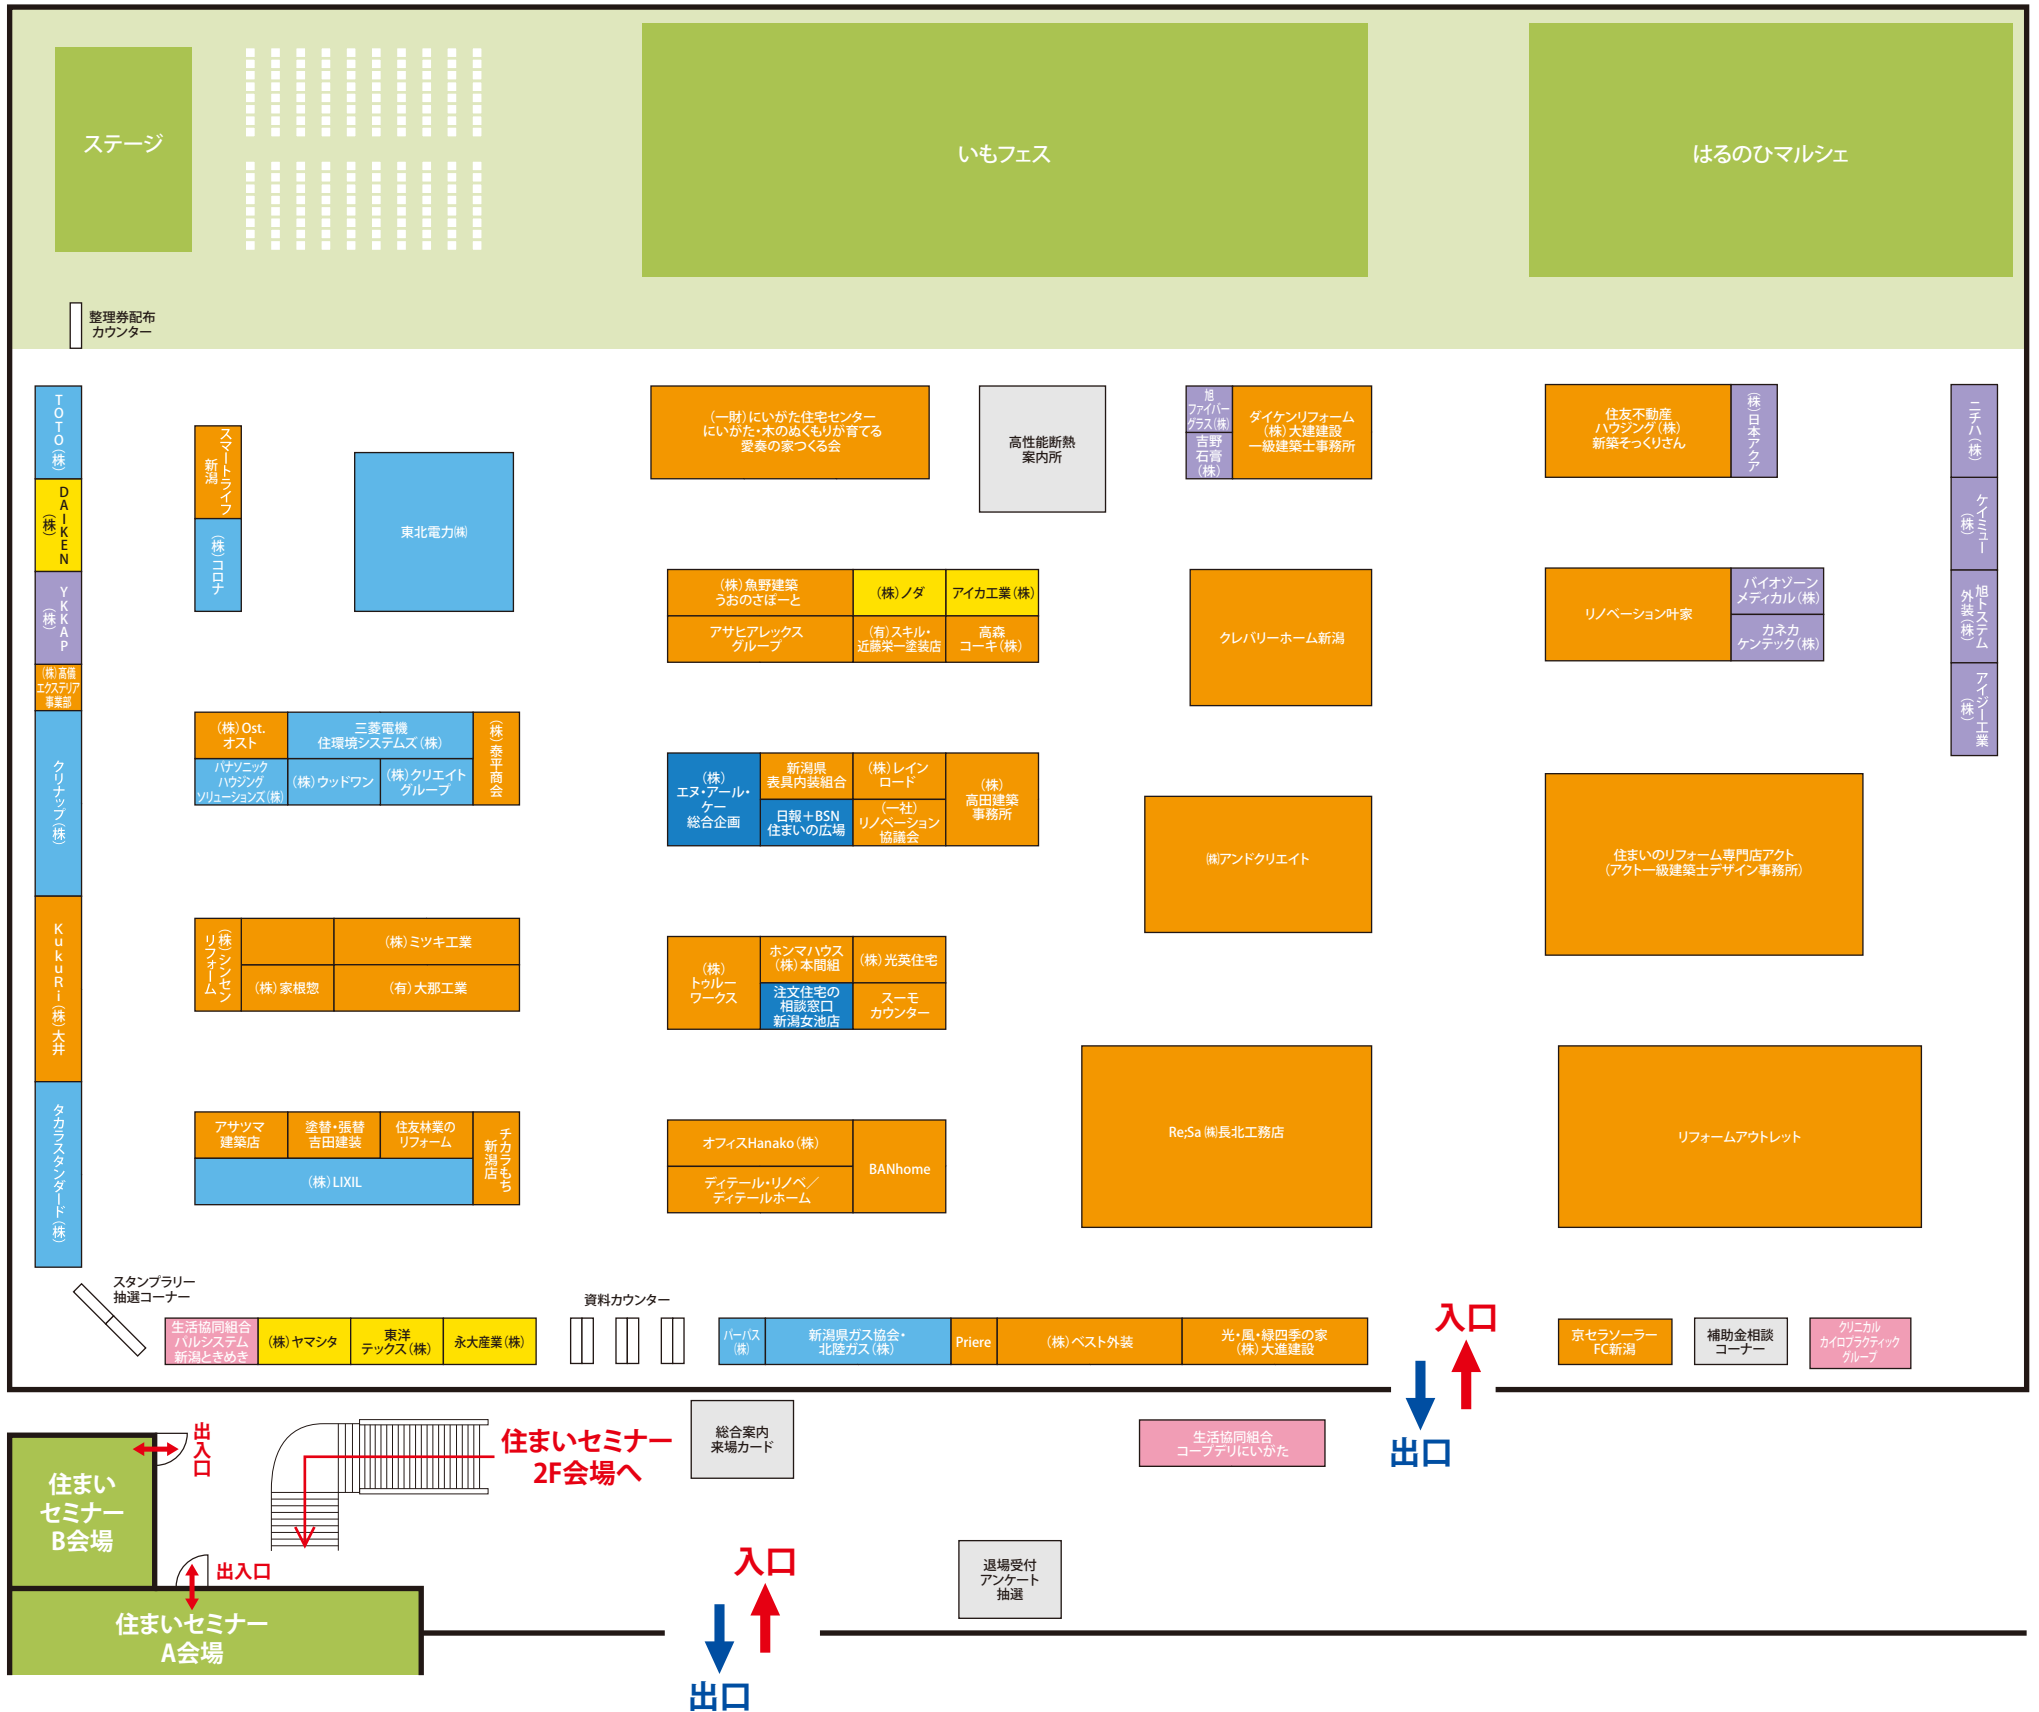 ステージ
いもフェス
はるのひマルシェ
整理券配布
カウンター
TOTO(株)
DAIKEN
(株)
YKKAP
(株)
(株)髙儀
エクステリア
事業部
クリナップ(株)
KukuRi(株)大井
タカラスタンダード(株)
スマートライフ
新潟
(株)コロナ
東北電力㈱
(一財)にいがた住宅センター
にいがた・木のぬくもりが育てる
愛奏の家つくる会
高性能断熱
案内所
旭
ファイバー
グラス(株)
吉野
石膏
(株)
ダイケンリフォーム
(株)大建建設
一級建築士事務所
住友不動産
ハウジング(株)
新築そっくりさん
(株)日本アクア
ニチハ(株)
ケイミュー
(株)
旭トステム
外装(株)
アイジー工業
(株)
(株)魚野建築
うおのさぽーと
(株)ノダ
アイカ工業(株)
アサヒアレックス
グループ
(有)スキル・
近藤栄一塗装店
高森
コーキ(株)
クレバリーホーム新潟
リノベーション叶家
バイオゾーン
メディカル(株)
カネカ
ケンテック(株)
(株)Ost.
オスト
三菱電機
住環境システムズ(株)
(株)泰平商会
パナソニック
ハウジング
ソリューションズ(株)
(株)ウッドワン
(株)クリエイト
グループ
(株)
エヌ・アール・
ケー
総合企画
新潟県
表具内装組合
(株)レイン
ロード
(株)
高田建築
事務所
日報+BSN
住まいの広場
(一社)
リノベーション
協議会
㈱アンドクリエイト
住まいのリフォーム専門店アクト
(アクト一級建築士デザイン事務所)
(株)シンセン
リフォーム
(株)ミツキ工業
(株)家根惣
(有)大那工業
(株)
トゥルー
ワークス
ホンマハウス
(株)本間組
(株)光英住宅
注文住宅の
相談窓口
新潟女池店
スーモ
カウンター
Re;Sa ㈱長北工務店
リフォームアウトレット
アサツマ
建築店
塗替・張替
吉田建装
住友林業の
リフォーム
チカラもち
新潟店
(株)LIXIL
オフィスHanako(株)
BANhome
ディテール・リノベ/
ディテールホーム
スタンプラリー
抽選コーナー
生活協同組合
パルシステム
新潟ときめき
(株)ヤマシタ
東洋
テックス(株)
永大産業(株)
資料カウンター
パーパス
(株)
新潟県ガス協会・
北陸ガス(株)
Priere
(株)ベスト外装
光・風・緑四季の家
(株)大進建設
入口
出口
京セラソーラー
FC新潟
補助金相談
コーナー
クリニカル
カイロプラクティック
グループ
住まい
セミナー
B会場
出入口
出入口
住まいセミナー
A会場
住まいセミナー
2F会場へ
総合案内
来場カード
生活協同組合
コープデリにいがた
退場受付
アンケート
抽選
入口
出口